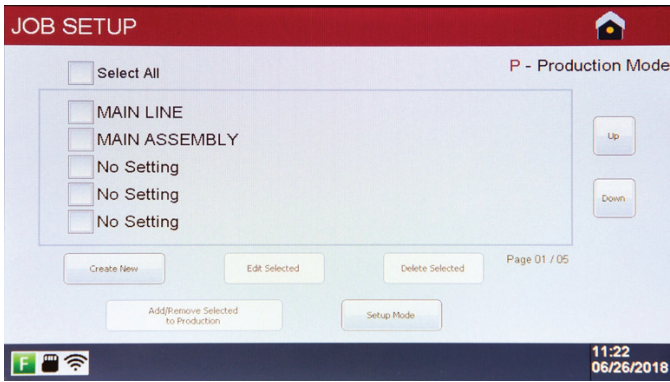 JOB SETUP
Select All
P - Production Mode
MAIN LINE
MAIN ASSEMBLY
No Setting
No Setting
No Setting
Up
Down
Create New
Edit Selected
Delete Selected
Page 01 / 05
Add/Remove Selected
to Production
Setup Mode
F
11:22
06/26/2018